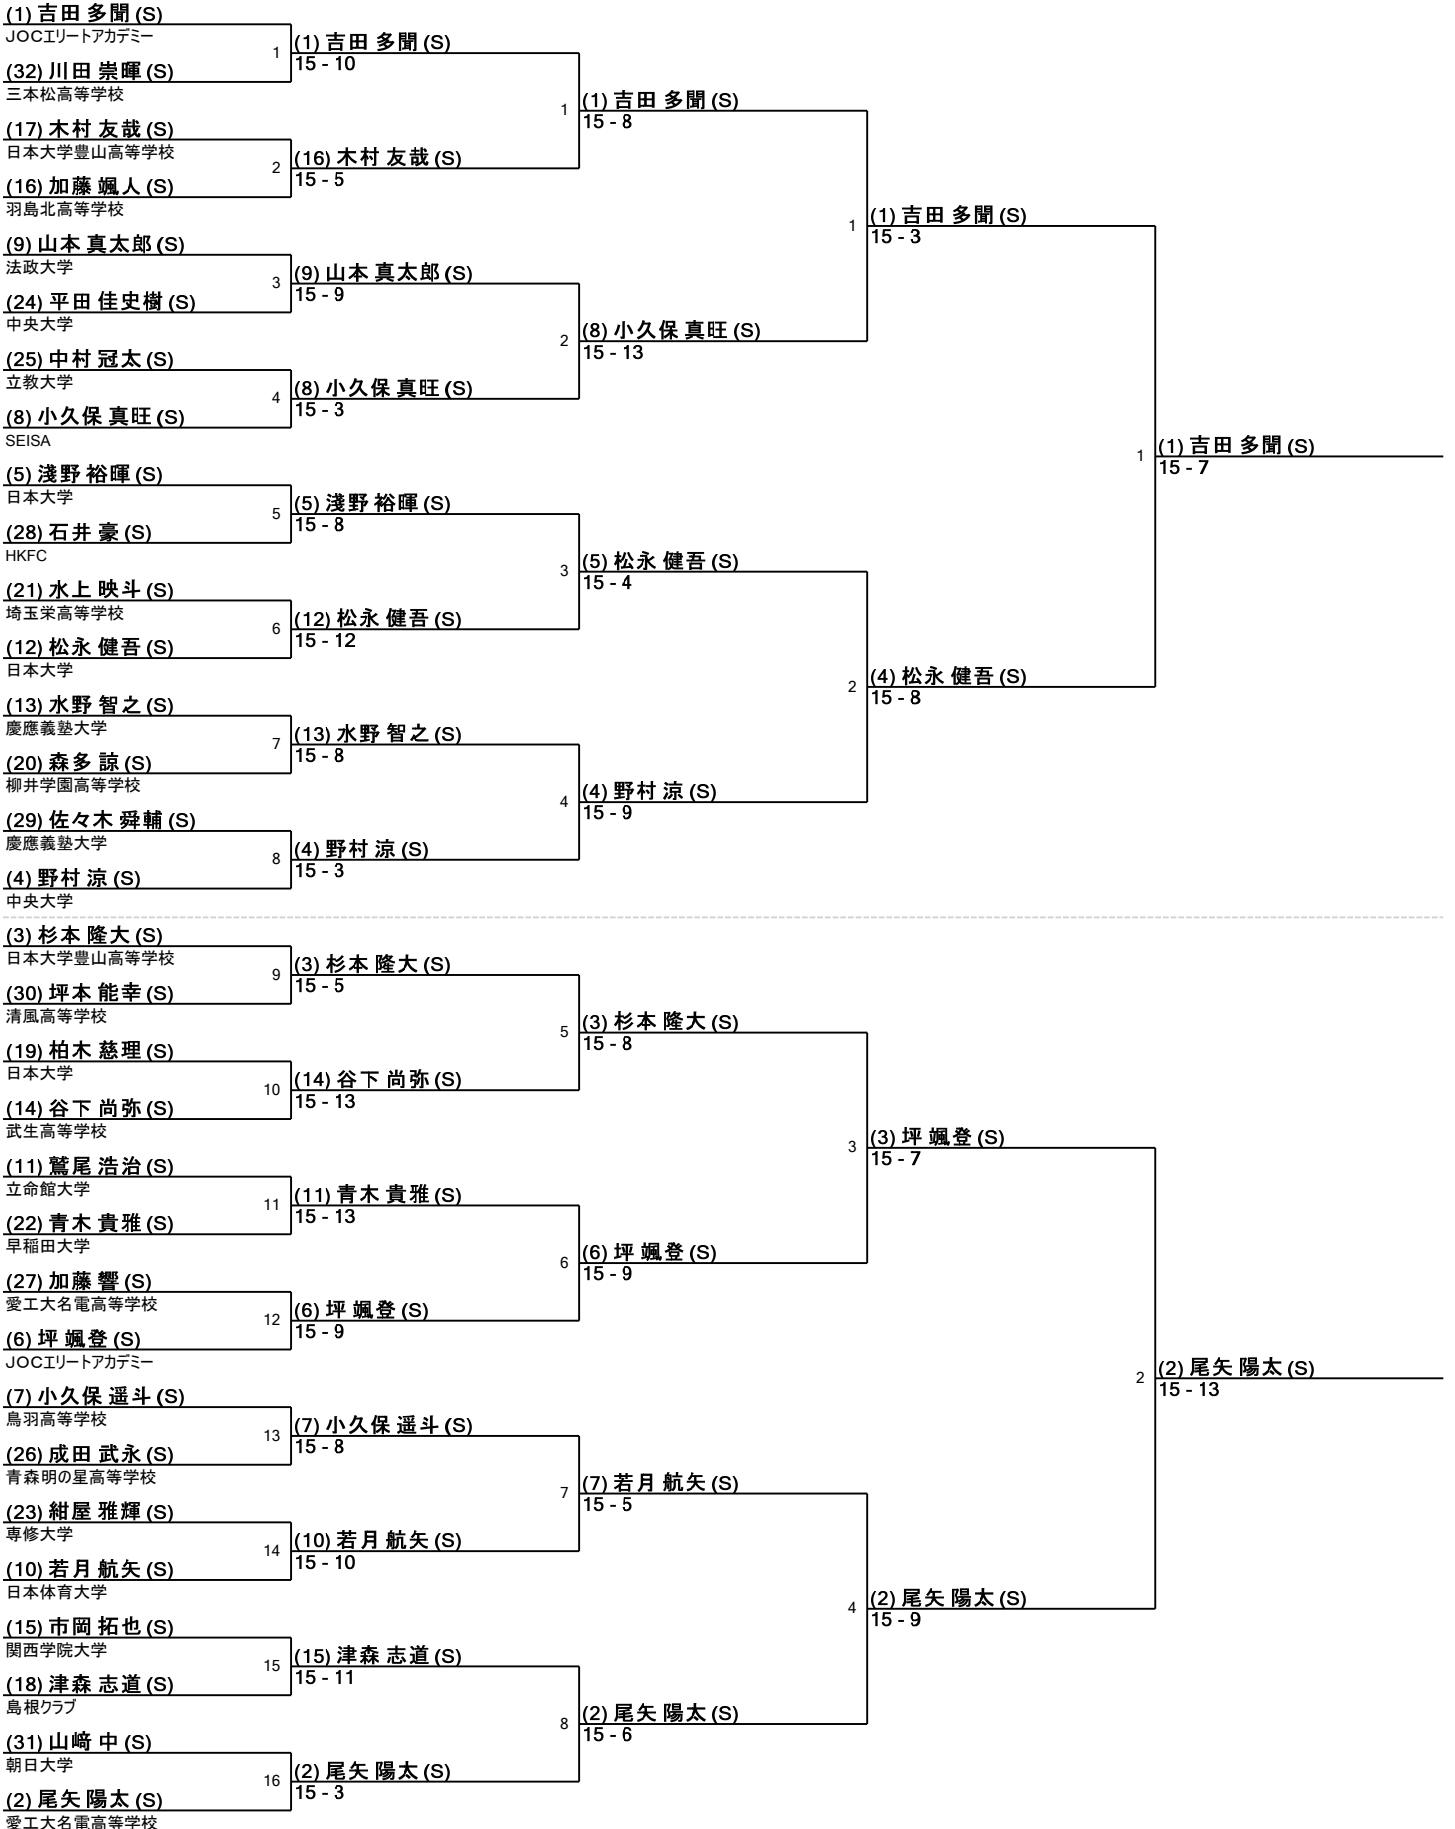 (1) 吉田 多聞 (S)
JOCエリートアカデミー
(32) 川田 崇暉 (S)
三本松高等学校
(17) 木村 友哉 (S)
日本大学豊山高等学校
(16) 加藤 颯人 (S)
羽島北高等学校
(9) 山本 真太郎 (S)
法政大学
(24) 平田 佳史樹 (S)
中央大学
(25) 中村 冠太 (S)
立教大学
(8) 小久保 真旺 (S)
SEISA
(5) 淺野 裕暉 (S)
日本大学
(28) 石井 豪 (S)
HKFC
(21) 水上 映斗 (S)
埼玉栄高等学校
(12) 松永 健吾 (S)
日本大学
(13) 水野 智之 (S)
慶應義塾大学
(20) 森多 諒 (S)
柳井学園高等学校
(29) 佐々木 舜輔 (S)
慶應義塾大学
(4) 野村 涼 (S)
中央大学
(3) 杉本 隆大 (S)
日本大学豊山高等学校
(30) 坪本 能幸 (S)
清風高等学校
(19) 柏木 慈理 (S)
日本大学
(14) 谷下 尚弥 (S)
武生高等学校
(11) 鷲尾 浩治 (S)
立命館大学
(22) 青木 貴雅 (S)
早稲田大学
(27) 加藤 響 (S)
愛工大名電高等学校
(6) 坪 颯登 (S)
JOCエリートアカデミー
(7) 小久保 遥斗 (S)
鳥羽高等学校
(26) 成田 武永 (S)
青森明の星高等学校
(23) 紺屋 雅輝 (S)
専修大学
(10) 若月 航矢 (S)
日本体育大学
(15) 市岡 拓也 (S)
関西学院大学
(18) 津森 志道 (S)
島根クラブ
(31) 山﨑 中 (S)
朝日大学
(2) 尾矢 陽太 (S)
愛工大名電高等学校
1
(1) 吉田 多聞 (S)
15 - 10
2
(16) 木村 友哉 (S)
15 - 5
3
(9) 山本 真太郎 (S)
15 - 9
4
(8) 小久保 真旺 (S)
15 - 3
5
(5) 淺野 裕暉 (S)
15 - 8
6
(12) 松永 健吾 (S)
15 - 12
7
(13) 水野 智之 (S)
15 - 8
8
(4) 野村 涼 (S)
15 - 3
9
(3) 杉本 隆大 (S)
15 - 5
10
(14) 谷下 尚弥 (S)
15 - 13
11
(11) 青木 貴雅 (S)
15 - 13
12
(6) 坪 颯登 (S)
15 - 9
13
(7) 小久保 遥斗 (S)
15 - 8
14
(10) 若月 航矢 (S)
15 - 10
15
(15) 津森 志道 (S)
15 - 11
16
(2) 尾矢 陽太 (S)
15 - 3
1
(1) 吉田 多聞 (S)
15 - 8
2
(8) 小久保 真旺 (S)
15 - 13
3
(5) 松永 健吾 (S)
15 - 4
4
(4) 野村 涼 (S)
15 - 9
5
(3) 杉本 隆大 (S)
15 - 8
6
(6) 坪 颯登 (S)
15 - 9
7
(7) 若月 航矢 (S)
15 - 5
8
(2) 尾矢 陽太 (S)
15 - 6
1
(1) 吉田 多聞 (S)
15 - 3
2
(4) 松永 健吾 (S)
15 - 8
3
(3) 坪 颯登 (S)
15 - 7
4
(2) 尾矢 陽太 (S)
15 - 9
1
(1) 吉田 多聞 (S)
15 - 7
2
(2) 尾矢 陽太 (S)
15 - 13